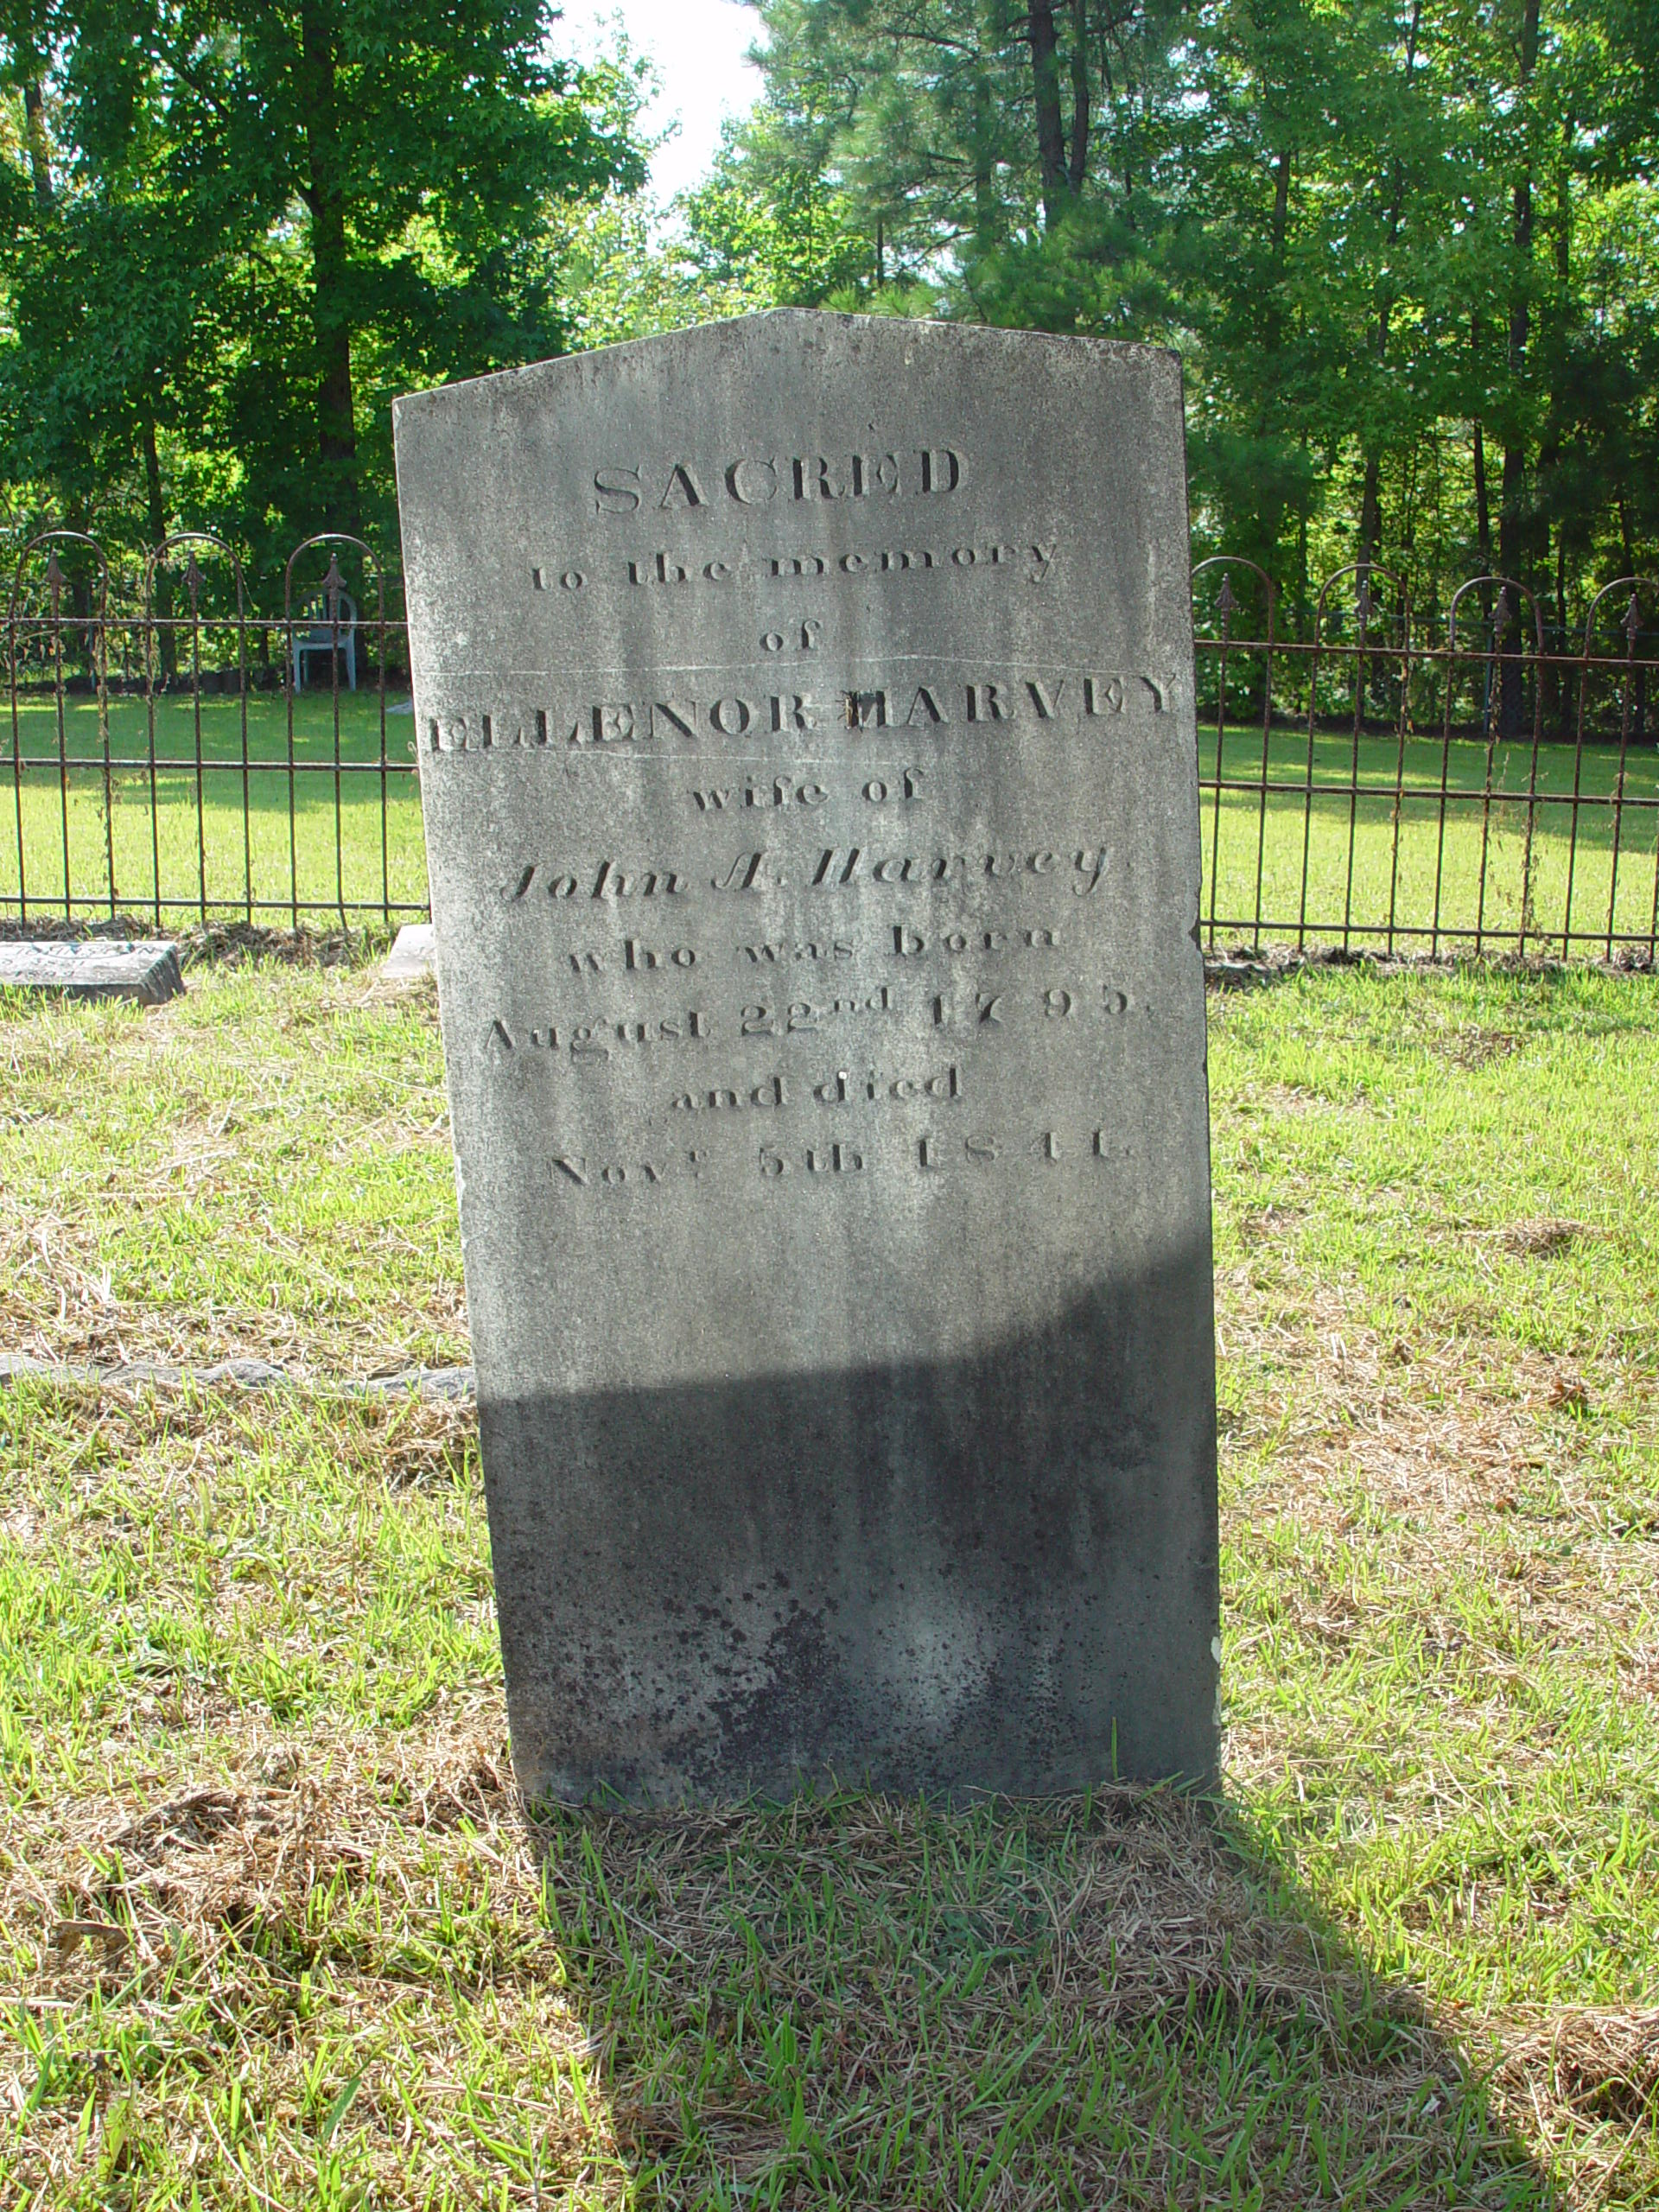 SACRED
to the memory
of
ELLENOR HARVEY
wife of
John A. Harvey.
who was born
August 22nd 1795.
and died
Novr 5th 1841.